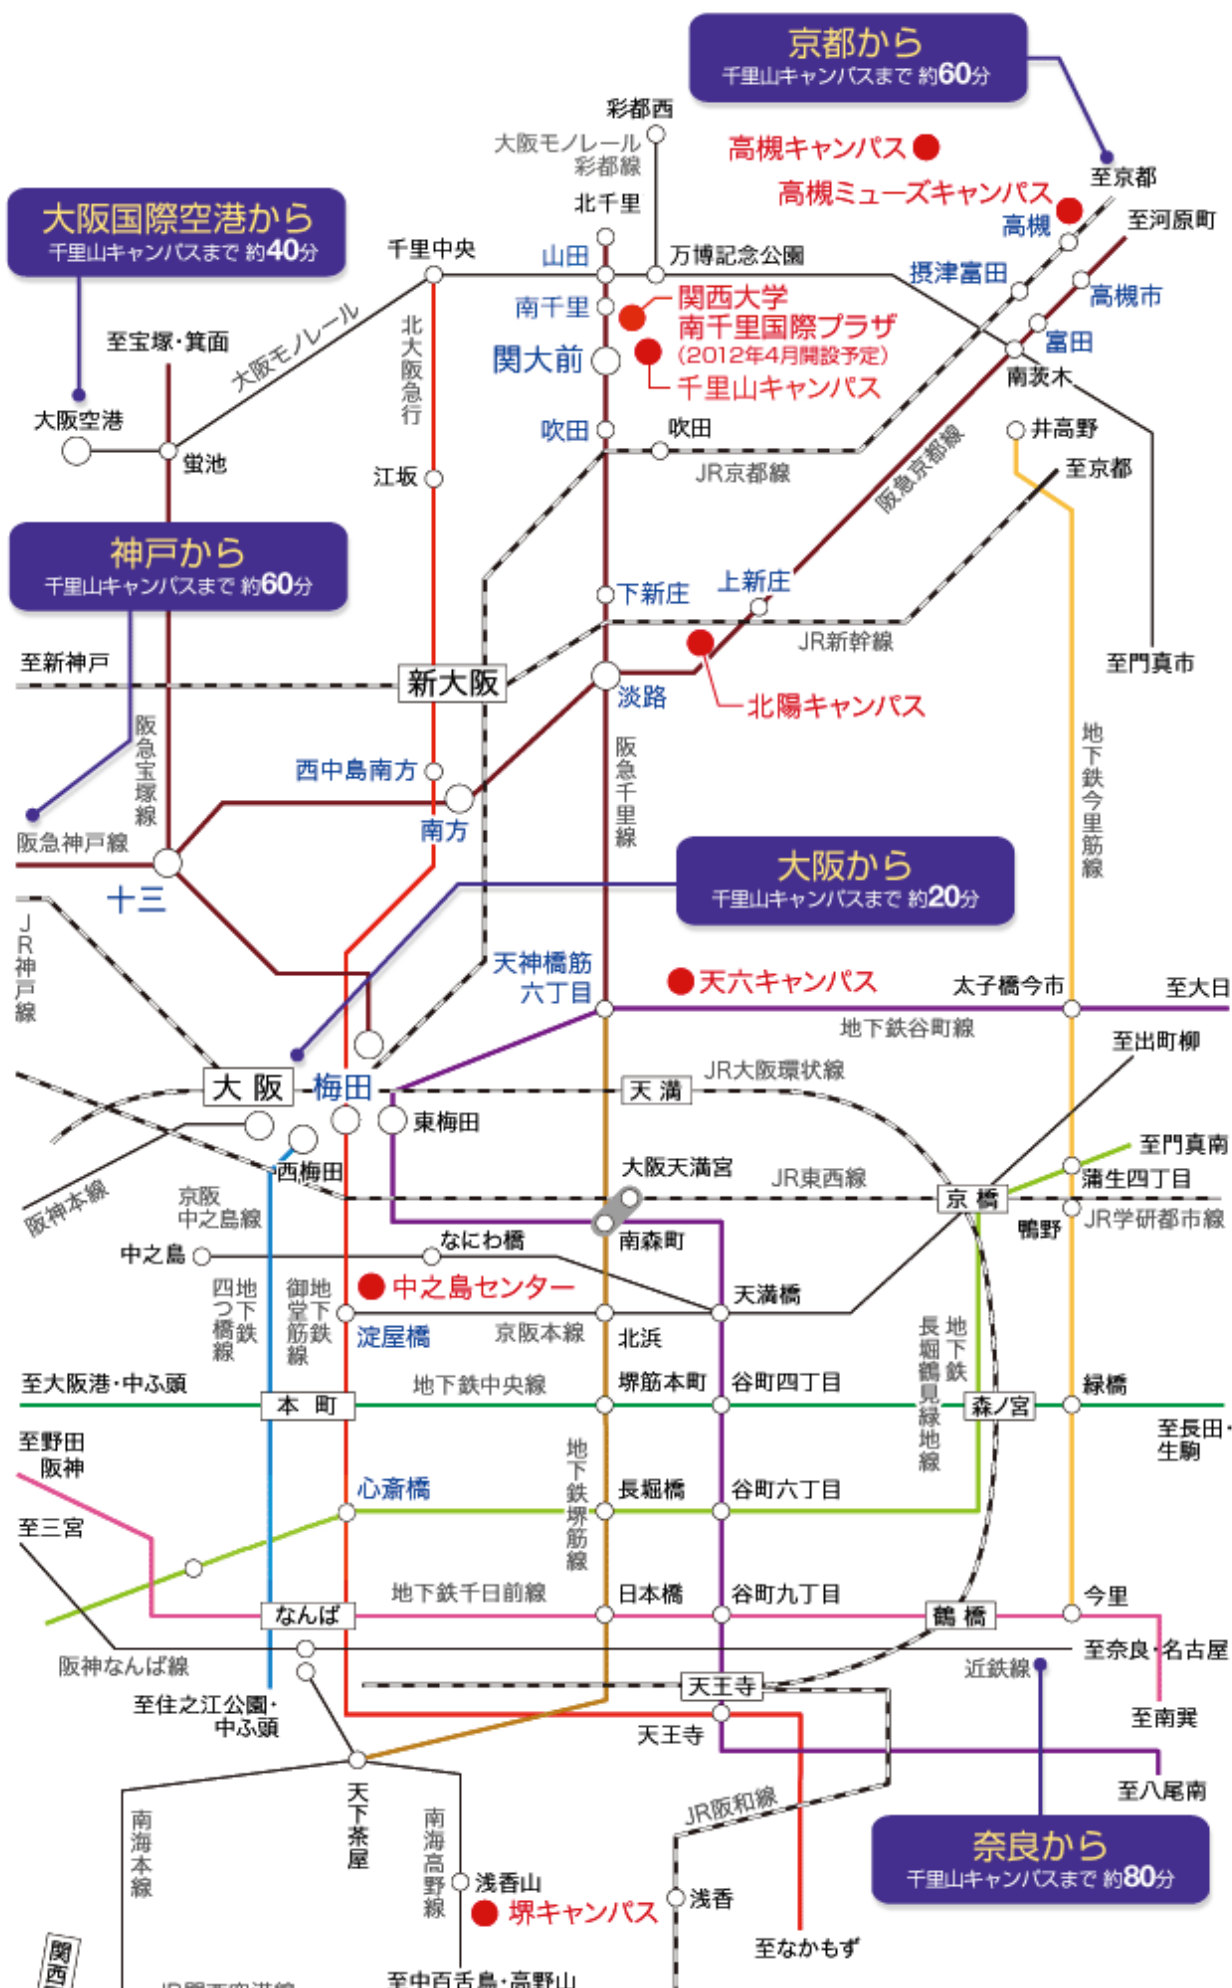 京都から
千里山キャンパスまで 約60分
彩都西
大阪モノレール
彩都線
高槻キャンパス
至京都
高槻ミューズキャンパス
北千里
大阪国際空港から
千里山キャンパスまで 約40分
高槻
至河原町
千里中央
山田
万博記念公園
摂津富田
高槻市
南千里
関西大学
南千里国際プラザ
(2012年4月開設予定)
富田
至宝塚・箕面
大阪モノレール
北大阪急行
関大前
千里山キャンパス
南茨木
大阪空港
蛍池
吹田
吹田
井高野
JR京都線
阪急京都線
至京都
江坂
神戸から
千里山キャンパスまで 約60分
下新庄
上新庄
JR新幹線
至新神戸
新大阪
至門真市
淡路
北陽キャンパス
阪急宝塚線
阪急千里線
地下鉄今里筋線
西中島南方
南方
阪急神戸線
十三
大阪から
千里山キャンパスまで 約20分
JR神戸線
天神橋筋
六丁目
天六キャンパス
太子橋今市
至大日
地下鉄谷町線
至出町柳
大阪
梅田
天満
JR大阪環状線
東梅田
至門真南
西梅田
大阪天満宮
JR東西線
京橋
蒲生四丁目
阪神本線
京阪
中之島線
鴫野
JR学研都市線
中之島
なにわ橋
南森町
地下鉄
四つ橋線
地下鉄
御堂筋線
中之島センター
天満橋
淀屋橋
京阪本線
北浜
地下鉄
長堀鶴見緑地線
至大阪港・中ふ頭
本町
地下鉄中央線
堺筋本町
谷町四丁目
森ノ宮
緑橋
至長田・
生駒
至野田
阪神
地下鉄堺筋線
心斎橋
長堀橋
谷町六丁目
至三宮
なんば
地下鉄千日前線
日本橋
谷町九丁目
鶴橋
今里
阪神なんば線
近鉄線
至奈良・名古屋
至住之江公園・
中ふ頭
天王寺
天王寺
至南巽
天下茶屋
至八尾南
南海本線
南海高野線
JR阪和線
奈良から
千里山キャンパスまで 約80分
浅香山
堺キャンパス
浅香
至なかもず
関西
JR関西空港線
至中百舌鳥・高野山